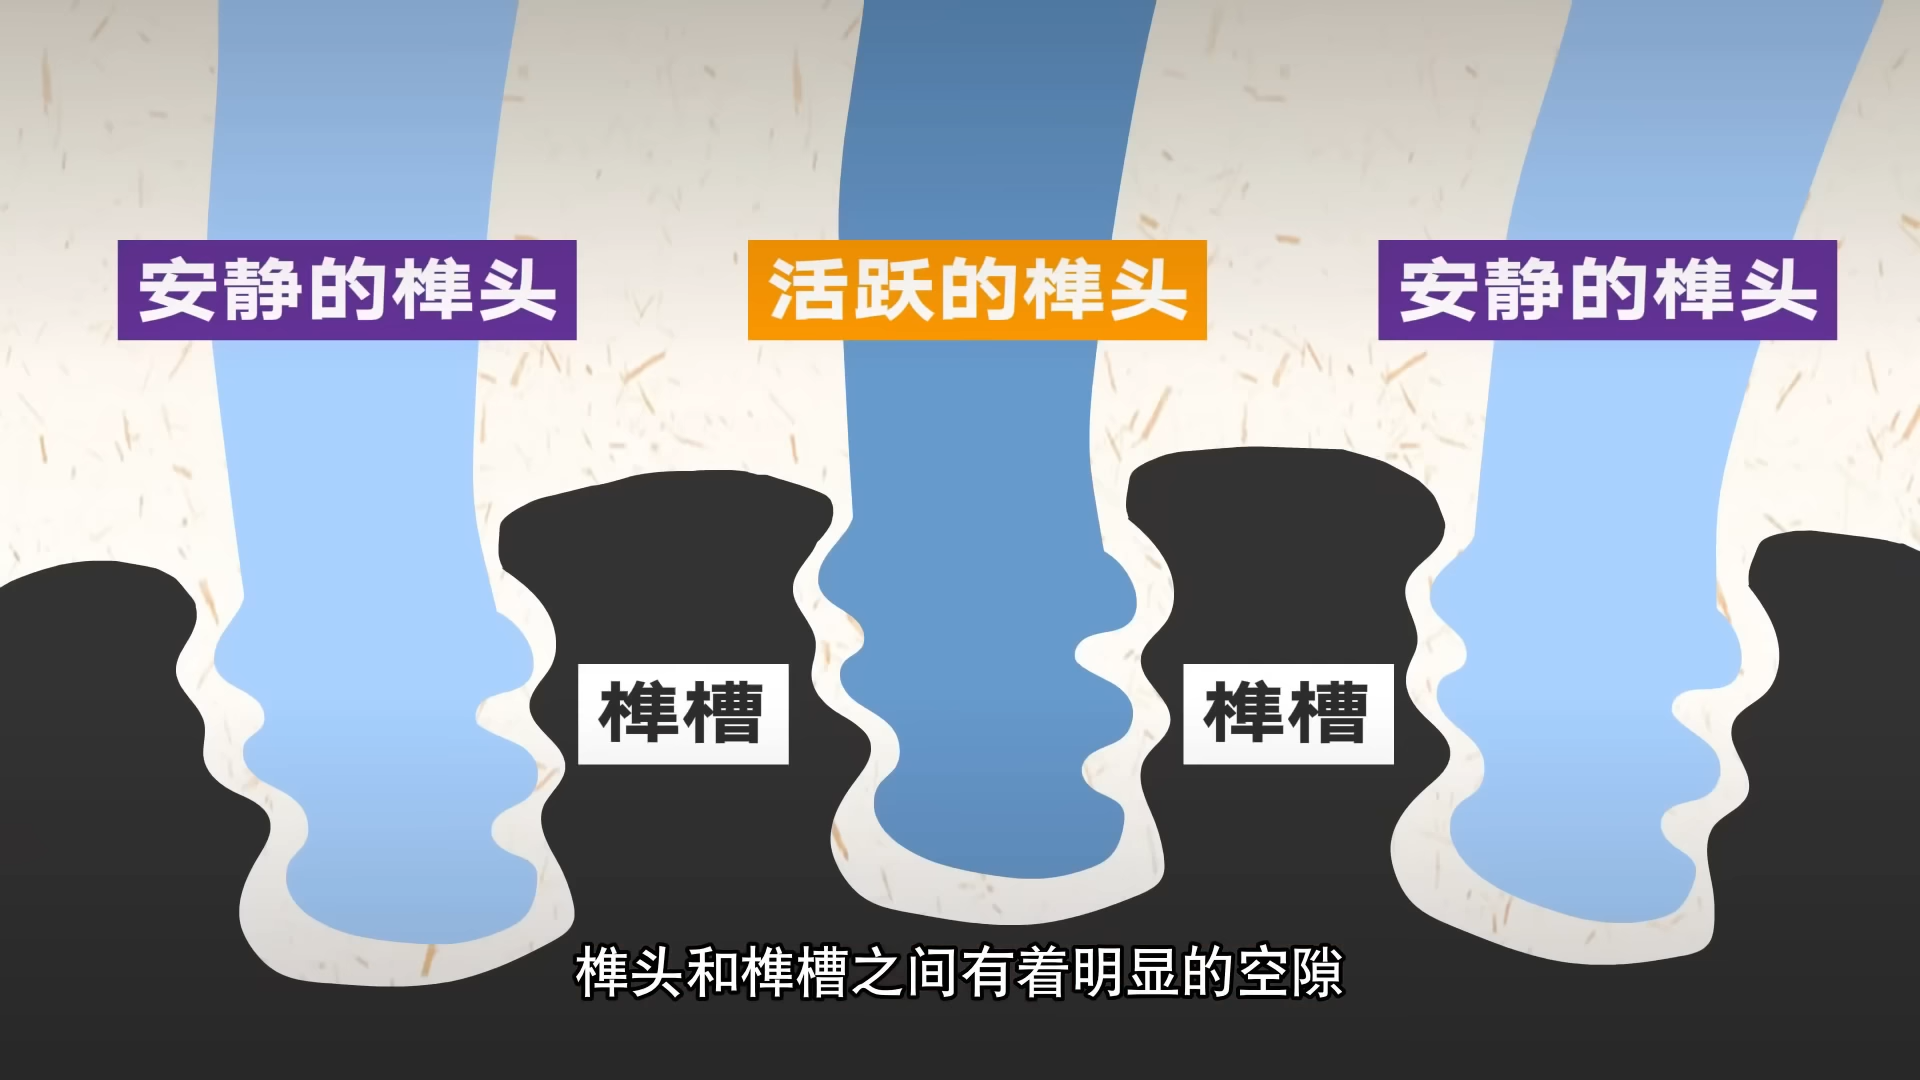 安静的榫头
活跃的榫头
安静的榫头
榫槽
榫槽
榫头和榫槽之间有着明显的空隙